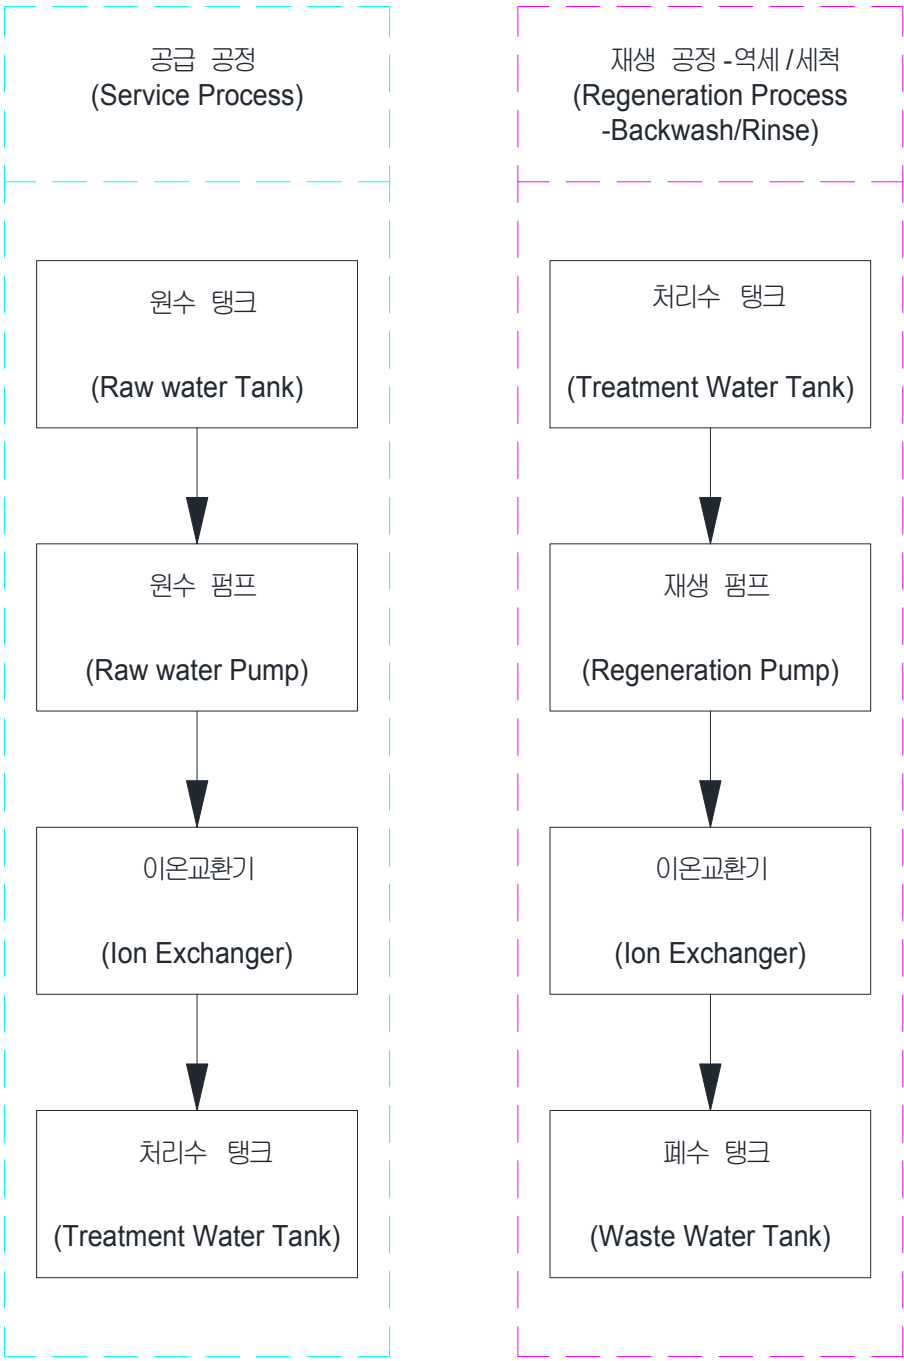 공급 공정
(Service Process)
원수 탱크
(Raw water Tank)
원수 펌프
(Raw water Pump)
이온교환기
(Ion Exchanger)
처리수 탱크
(Treatment Water Tank)
재생 공정-역세/세척
(Regeneration Process
-Backwash/Rinse)
처리수 탱크
(Treatment Water Tank)
재생 펌프
(Regeneration Pump)
이온교환기
(Ion Exchanger)
폐수 탱크
(Waste Water Tank)